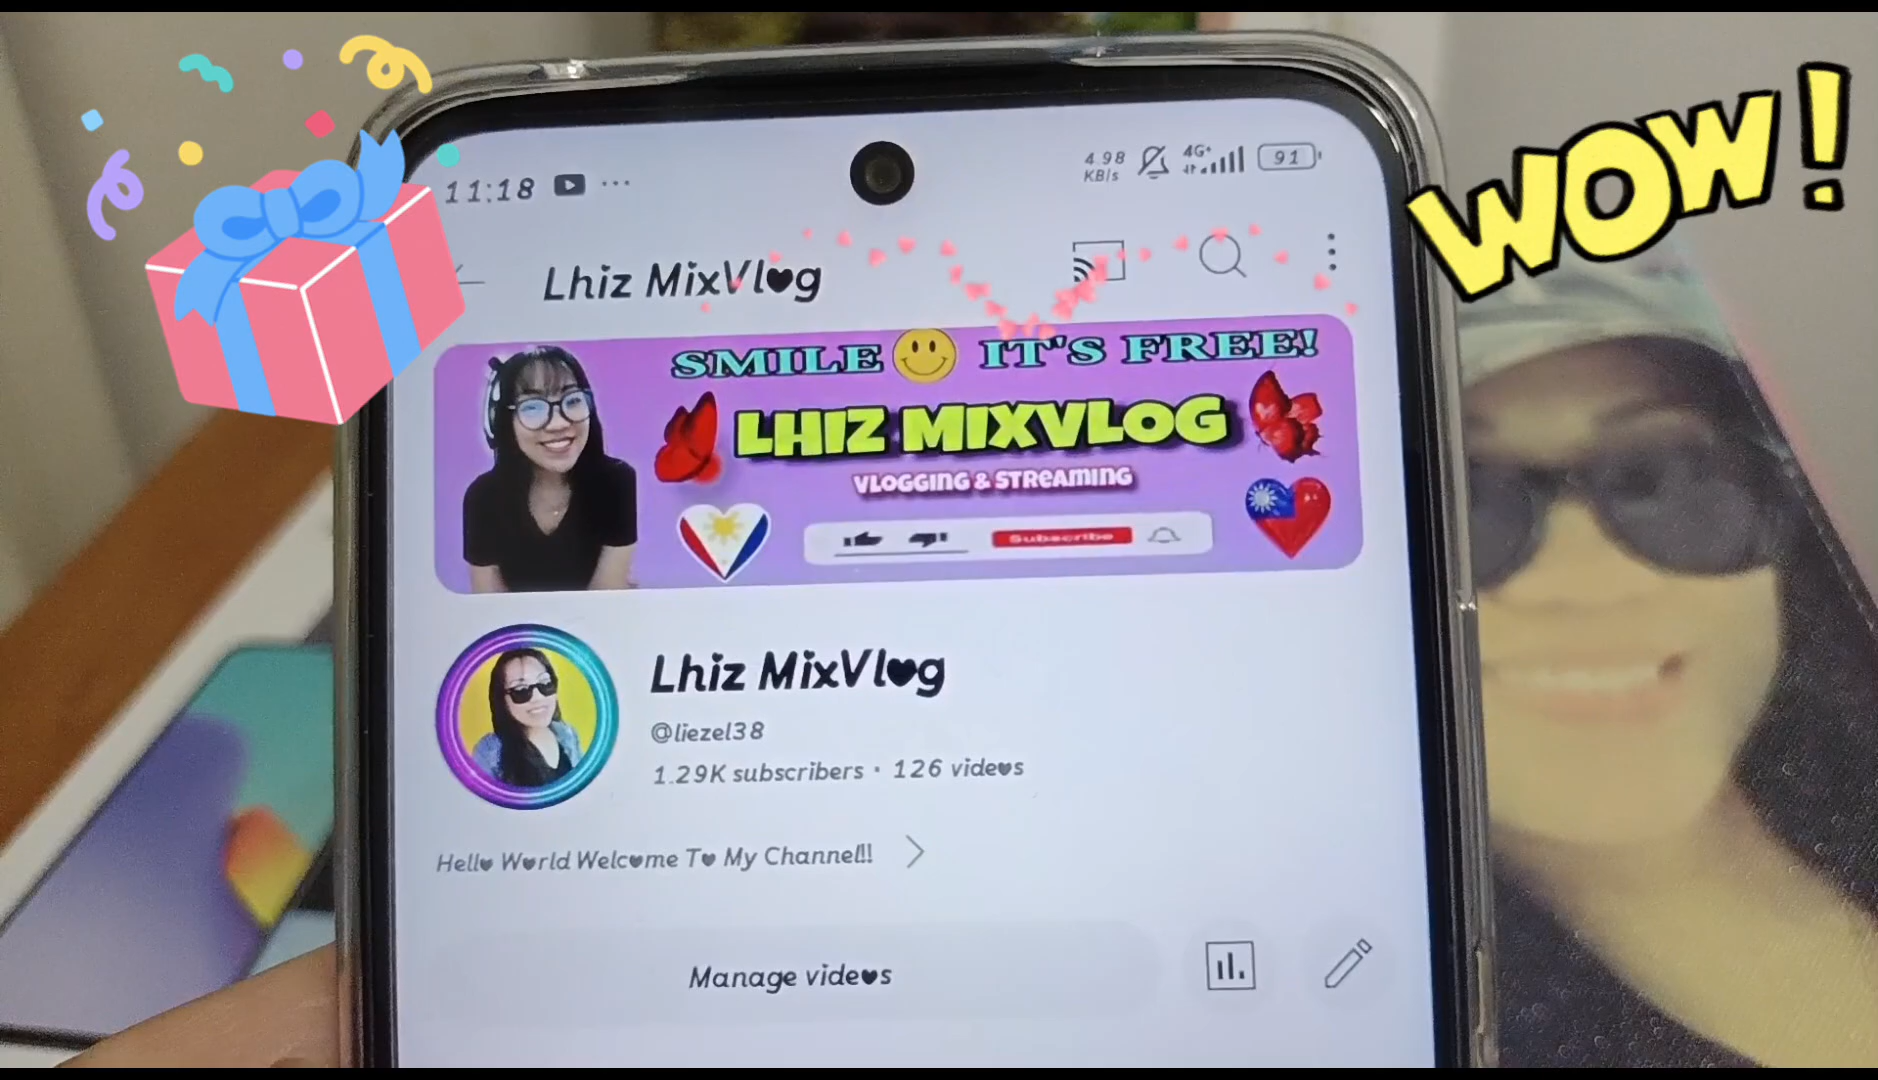 WOW!
11:18 ...
4.98 KB/s 4G+ 91
Lhiz MixVlog
SMILE IT'S FREE!
LHIZ MIXVLOG
VLOGGING & STREAMING
Subscribe
Lhiz MixVlog
@liezel38
1.29K subscribers · 126 videos
Hello World Welcome To My Channel!!
Manage videos